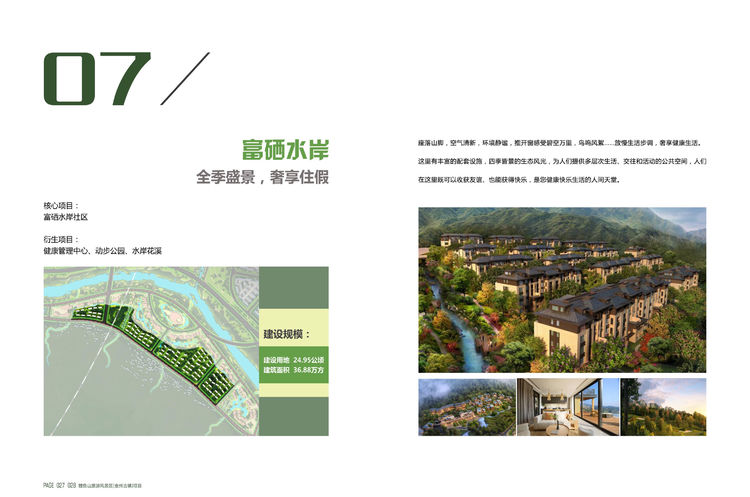 07
富硒水岸
全季盛景，奢享住假
核心项目：
富硒水岸社区
衍生项目：
健康管理中心、动步公园、水岸花溪
建设规模：
建设用地 24.95公顷
建筑面积 36.88万方
座落山脚，空气清新，环境静谧，推开窗感受碧空万里，鸟鸣风絮……放慢生活步调，奢享健康生活。
这里有丰富的配套设施，四季皆景的生态风光，为人们提供多层次生活、交往和活动的公共空间，人们
在这里既可以收获友谊、也能获得快乐，是您健康快乐生活的人间天堂。
PAGE 027 028